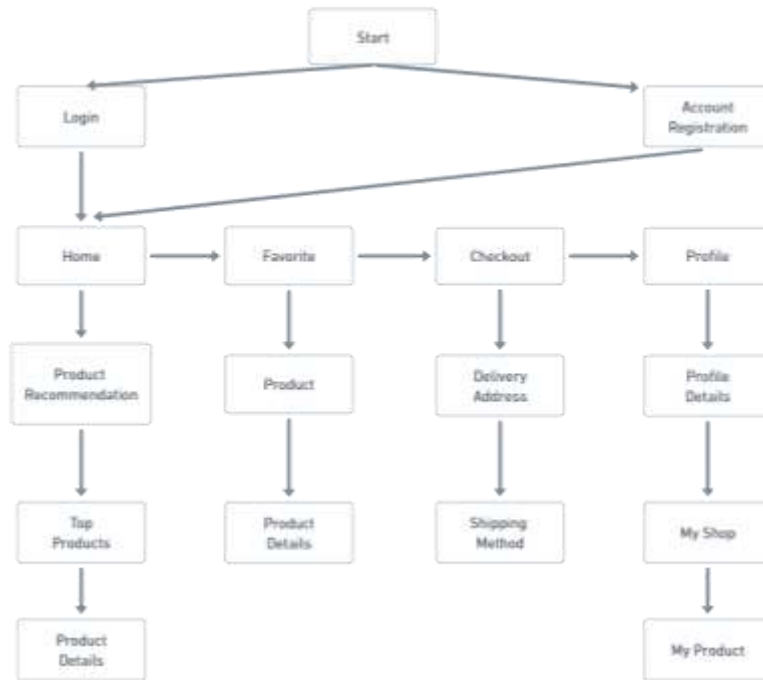 Start
Login
Account
Registration
Home
Favorite
Checkout
Profile
Product
Recommendation
Product
Delivery
Address
Profile
Details
Top
Products
Product
Details
Shipping
Method
My Shop
Product
Details
My Product